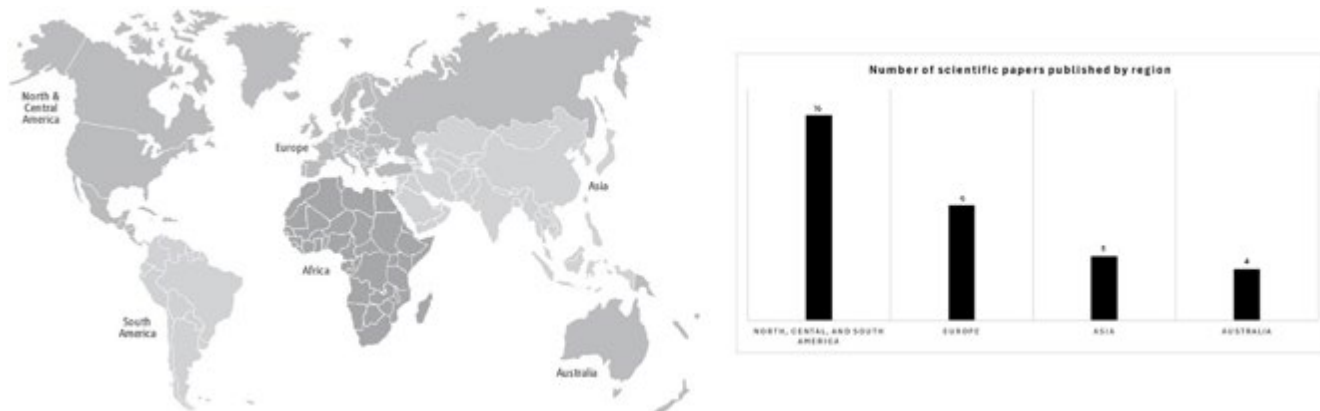 North &
Central
America
Europe
Asia
Africa
South
America
Australia
Number of scientific papers published by region
4
NORTH, CENTAL, AND SOUTH
AMERICA
EUROPE
ASIA
AUSTRALIA